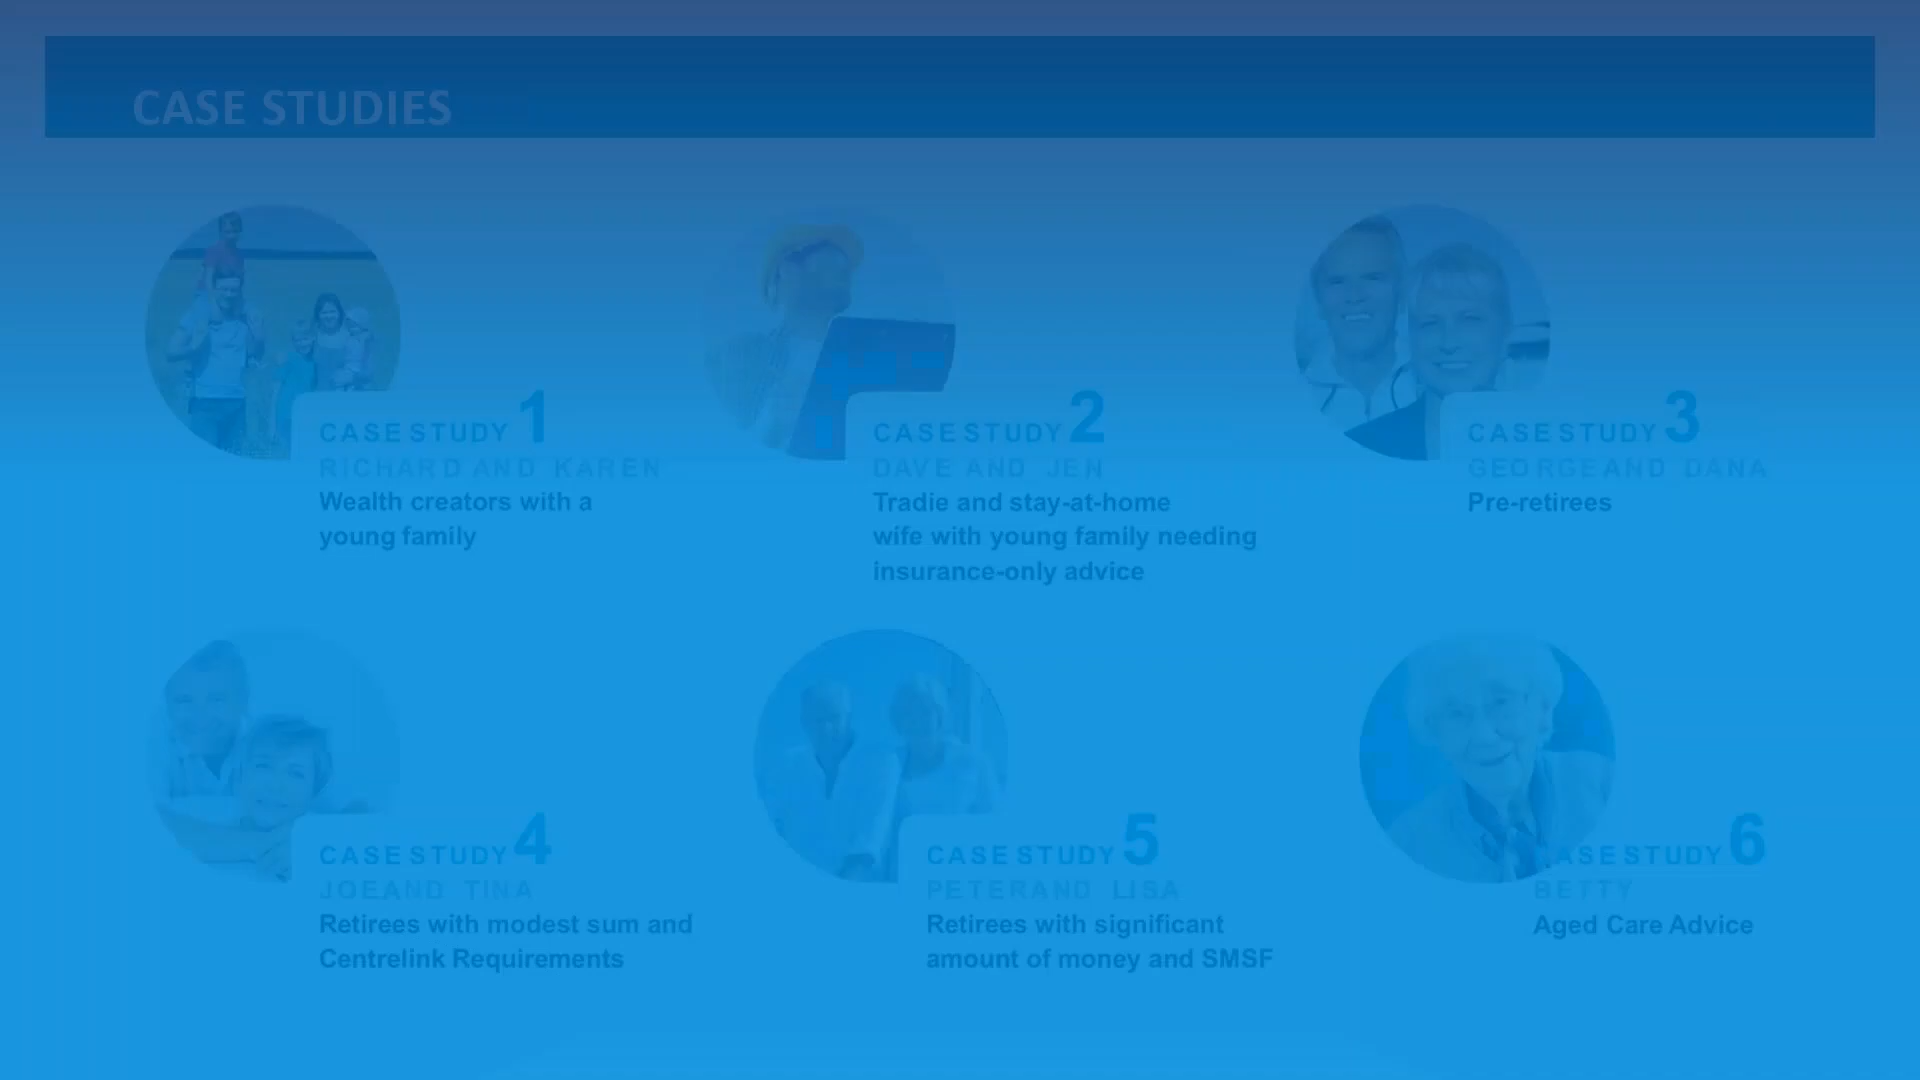 CASE STUDIES
CASE STUDY 1
RICHARD AND KAREN
Wealth creators with a
young family
CASE STUDY 2
DAVE AND JEN
Tradie and stay-at-home
wife with young family needing
insurance-only advice
CASE STUDY 3
GEORGE AND DANA
Pre-retirees
CASE STUDY 4
JOE AND TINA
Retirees with modest sum and
Centrelink Requirements
CASE STUDY 5
PETER AND LISA
Retirees with significant
amount of money and SMSF
CASE STUDY 6
BETTY
Aged Care Advice